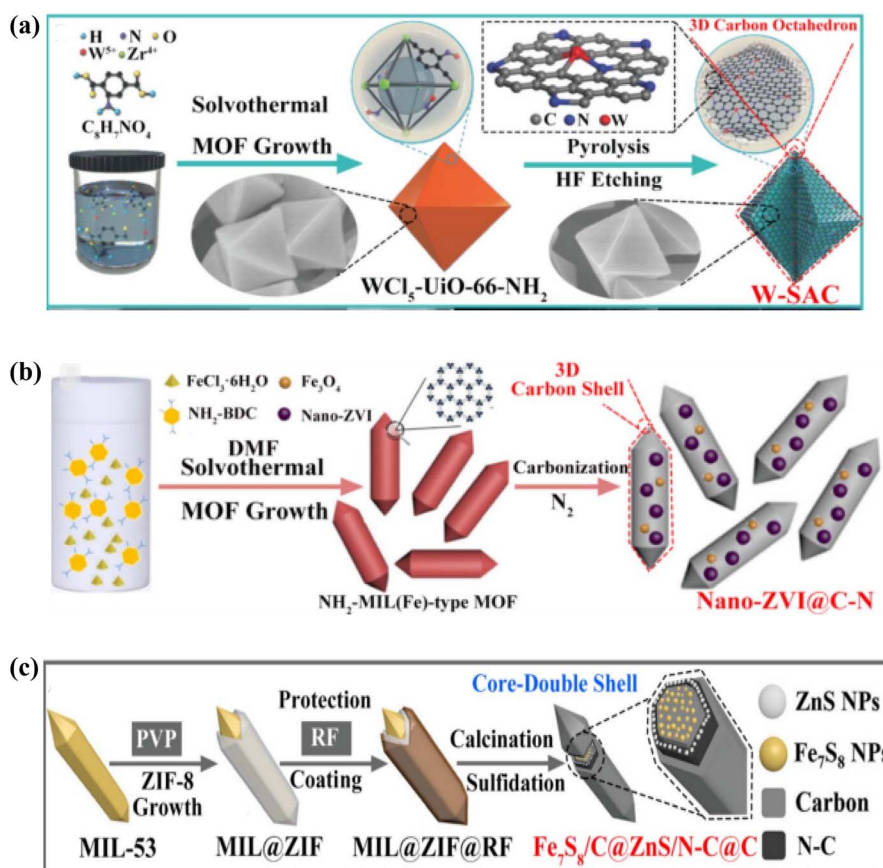 (a)
H N O
W⁵⁺ Zr⁴⁺
C₈H₇NO₄
Solvothermal
MOF Growth
WCl₅-UiO-66-NH₂
C N W
Pyrolysis
HF Etching
3D Carbon Octahedron
W-SAC
(b)
FeCl₃·6H₂O Fe₃O₄
NH₂-BDC Nano-ZVI
DMF
Solvothermal
MOF Growth
NH₂-MIL(Fe)-type MOF
Carbonization
N₂
3D
Carbon Shell
Nano-ZVI@C-N
(c)
MIL-53
PVP
ZIF-8
Growth
MIL@ZIF
Protection
RF
Coating
MIL@ZIF@RF
Calcination
Sulfidation
Core-Double Shell
Fe₇S₈/C@ZnS/N-C@C
ZnS NPs
Fe₇S₈ NPs
Carbon
N-C